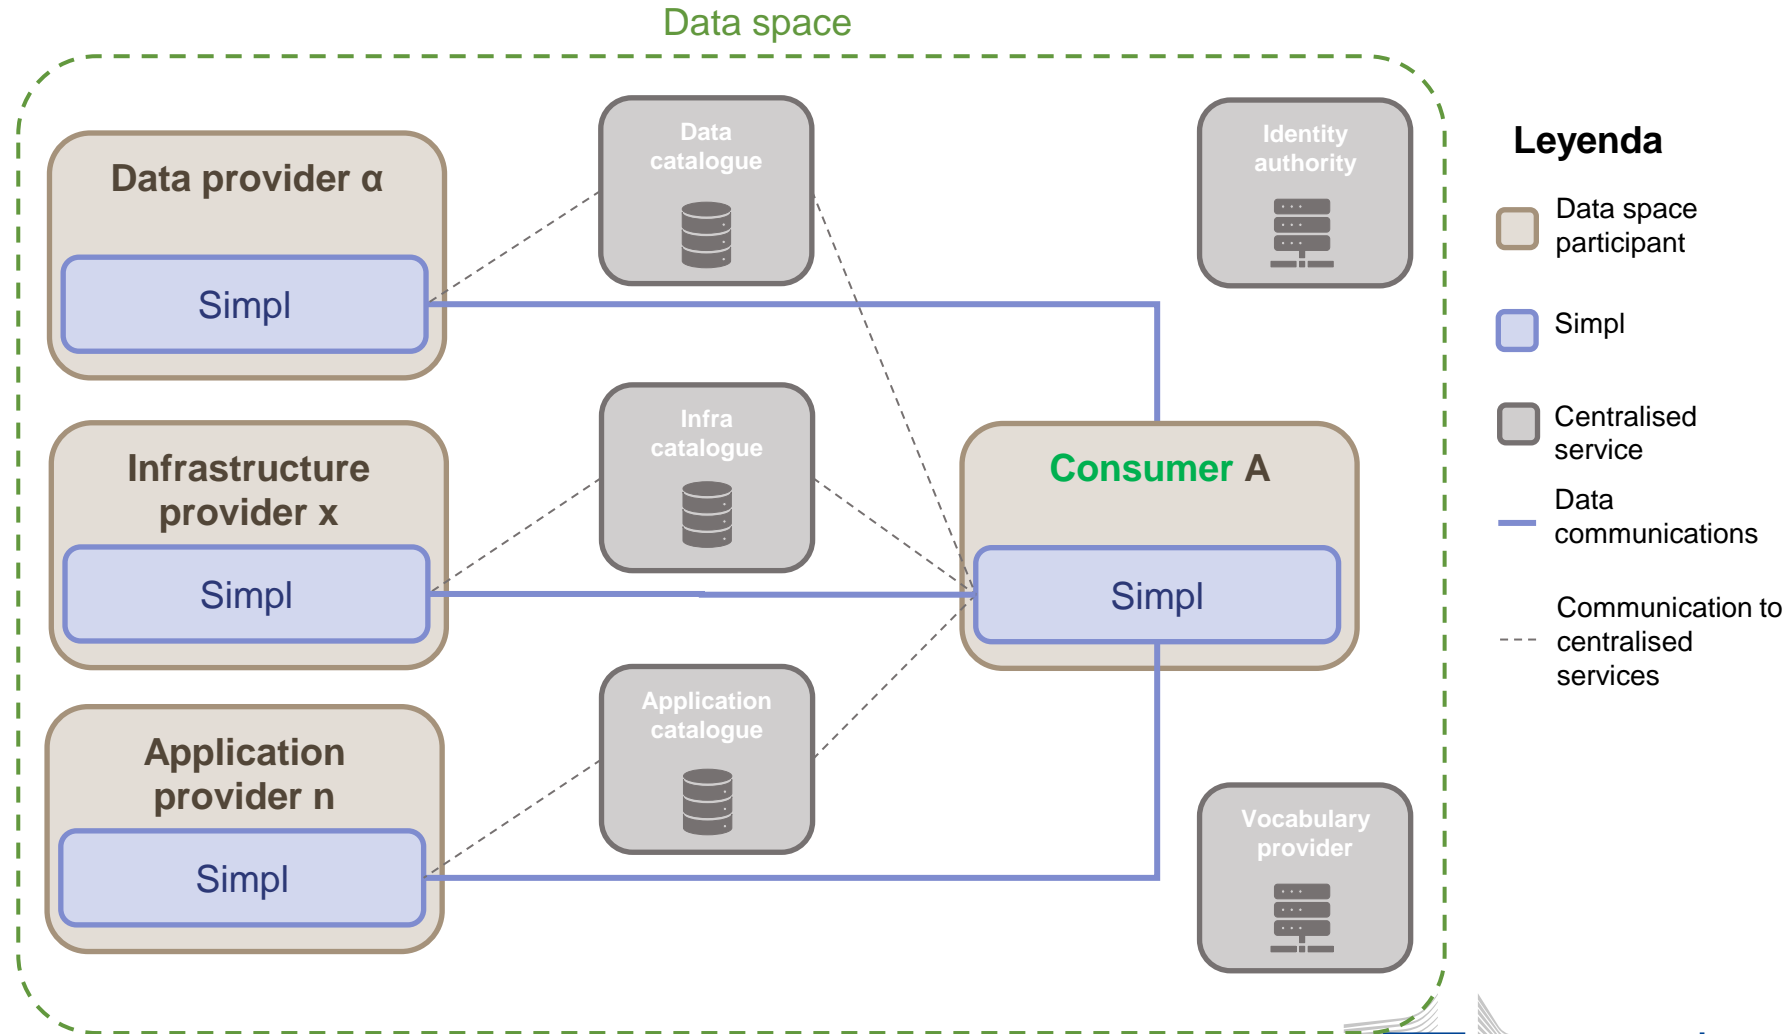 Data space
Data provider α
Simpl
Data
catalogue
Identity
authority
Infrastructure
provider x
Simpl
Infra
catalogue
Consumer A
Simpl
Application
provider n
Simpl
Application
catalogue
Vocabulary
provider
Leyenda
Data space
participant
Simpl
Centralised
service
Data
communications
Communication to
centralised
services